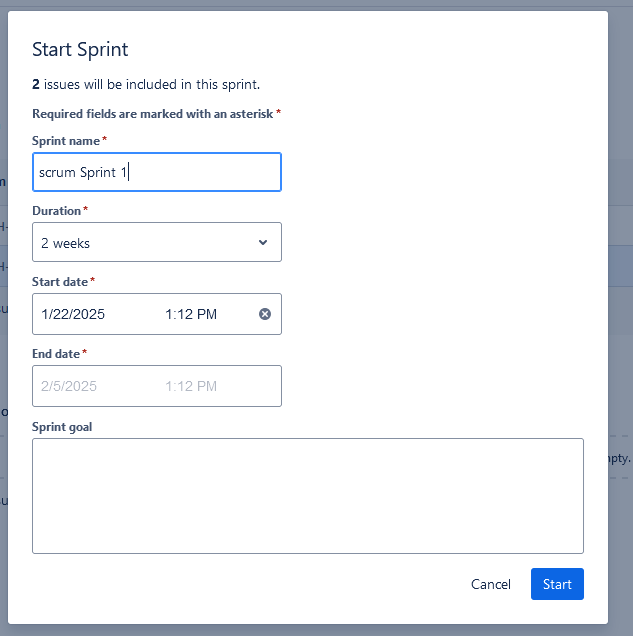 Start Sprint
2 issues will be included in this sprint.
Required fields are marked with an asterisk *
Sprint name *
scrum Sprint 1
Duration *
2 weeks
Start date *
1/22/2025 1:12 PM
End date *
2/5/2025 1:12 PM
Sprint goal
Cancel Start